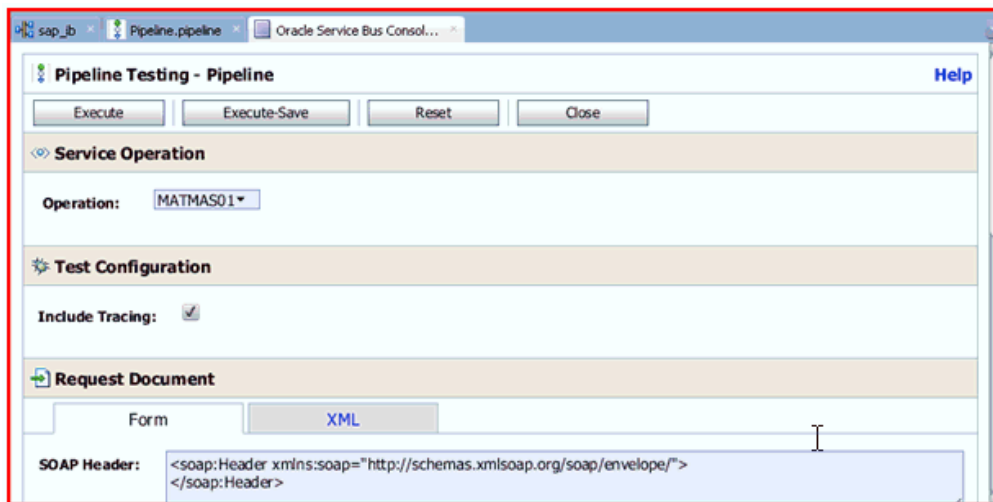 sap_ib Pipeline.pipeline Oracle Service Bus Consol...
Pipeline Testing - Pipeline Help
Execute Execute-Save Reset Close
Service Operation
Operation: MATMAS01
Test Configuration
Include Tracing:
Request Document
Form XML
SOAP Header: <soap:Header xmlns:soap="http://schemas.xmlsoap.org/soap/envelope/">
</soap:Header>